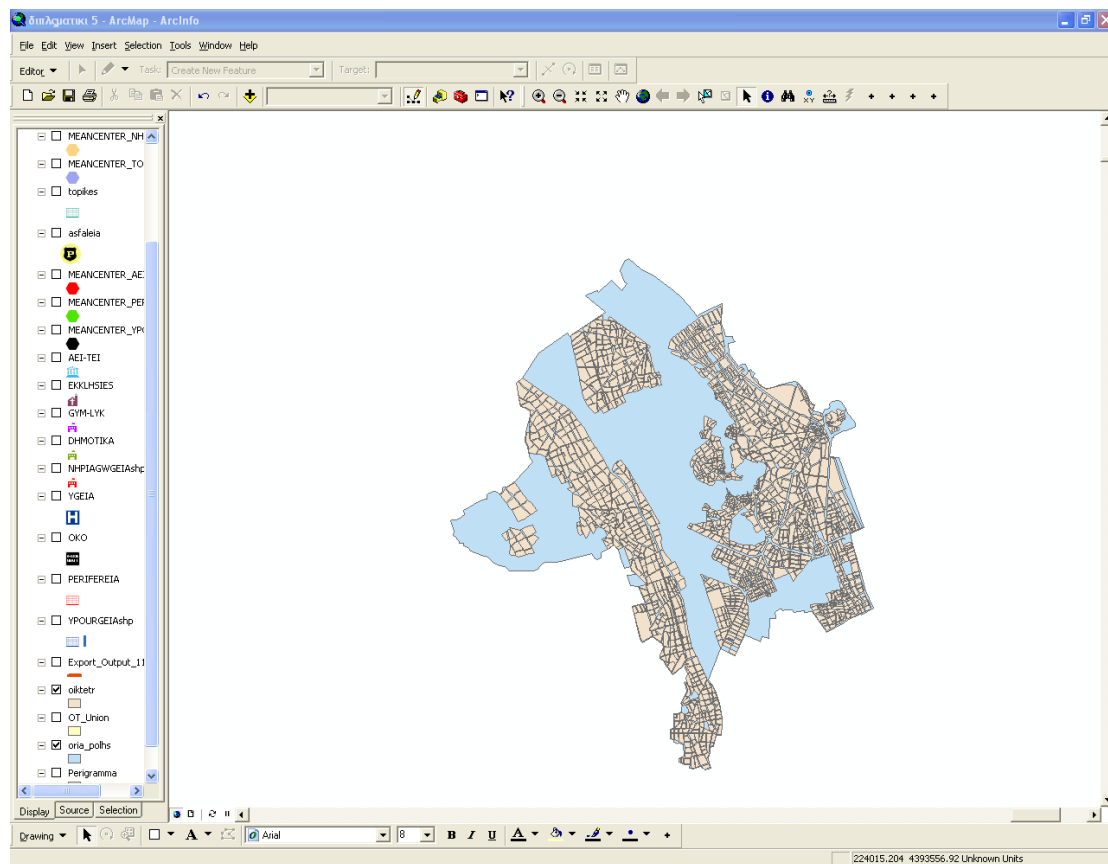 διπλωματικι 5 - ArcMap - ArcInfo
File Edit View Insert Selection Tools Window Help
Editor Task: Create New Feature Target:
MEANCENTER_NH
MEANCENTER_TO
topikes
asfaleia
P
MEANCENTER_AEI
MEANCENTER_PEF
MEANCENTER_YPO
AEI-TEI
EKKLHSIES
GYM-LYK
DHMOTIKA
NHPIAGWGEIAshp
YGEIA
H
OKO
PERIFEREIA
YPOURGEIAshp
Export_Output_11
oiktetr
OT_Union
oria_polhs
Perigramma
Display Source Selection
Drawing A Arial 8 B I U A
224015.204 4393556.92 Unknown Units